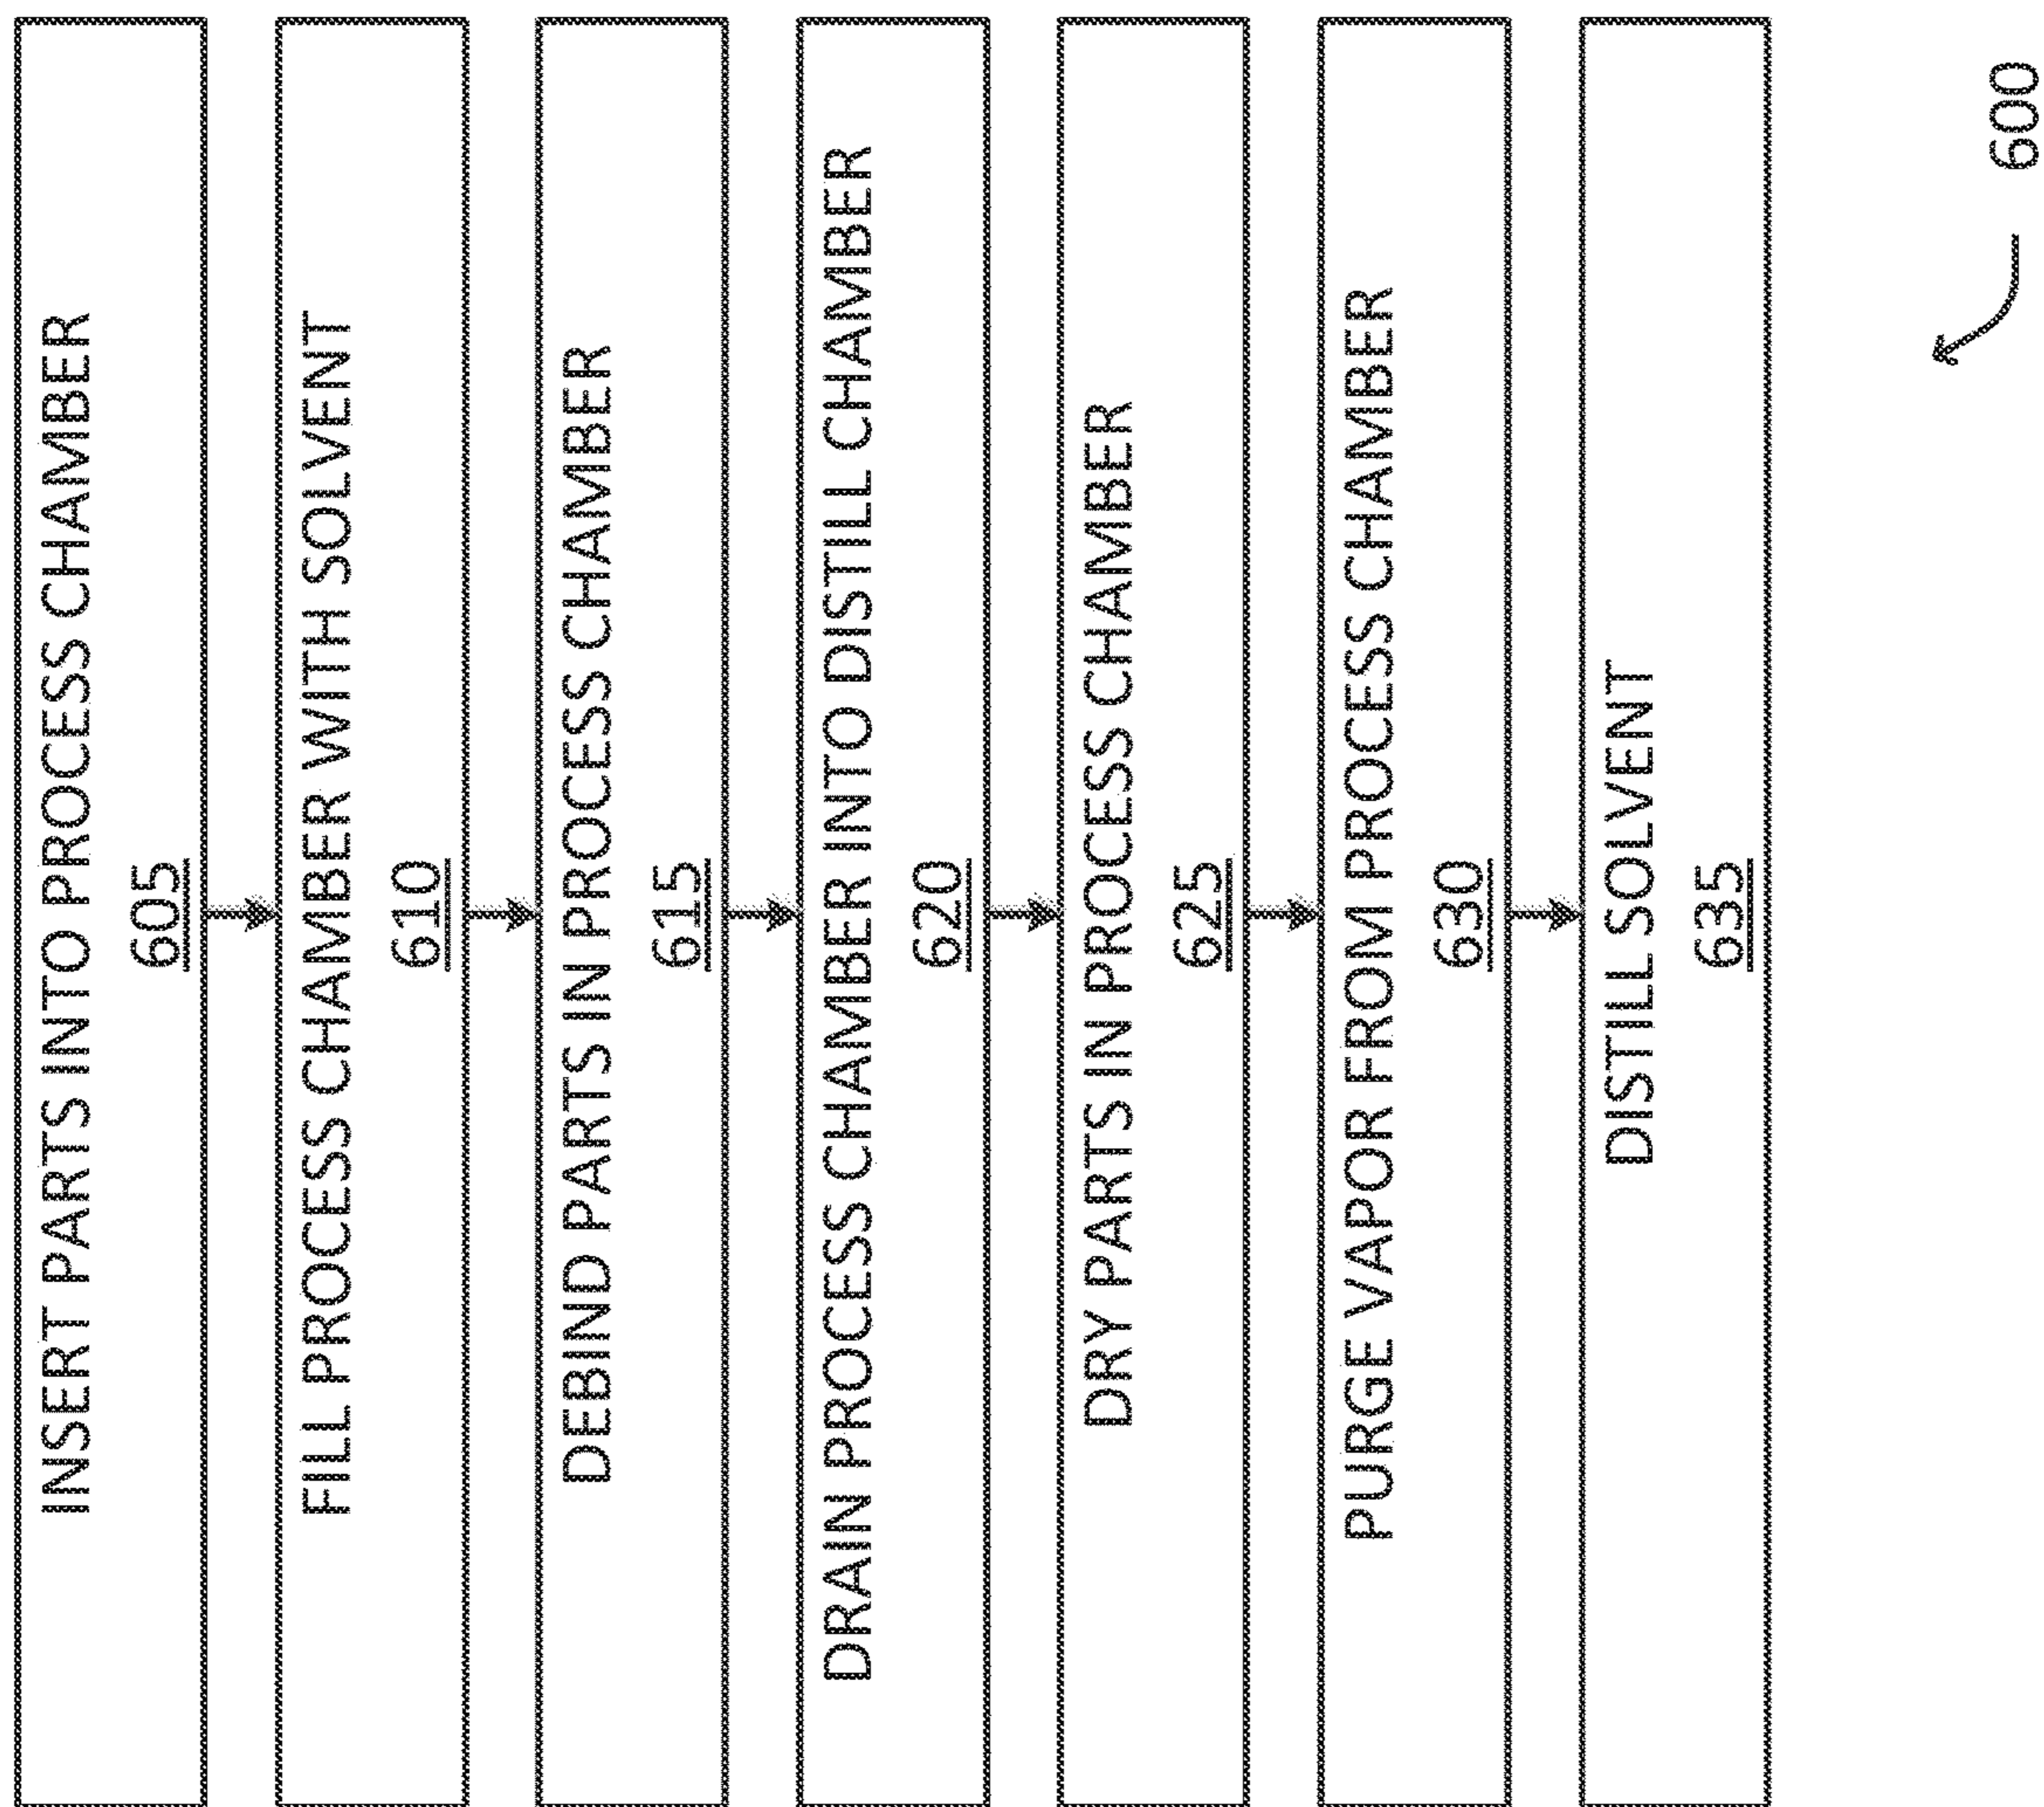 INSERT PARTS INTO PROCESS CHAMBER
605
FILL PROCESS CHAMBER WITH SOLVENT
610
DEBIND PARTS IN PROCESS CHAMBER
615
DRAIN PROCESS CHAMBER INTO DISTILL CHAMBER
620
DRY PARTS IN PROCESS CHAMBER
625
PURGE VAPOR FROM PROCESS CHAMBER
630
DISTILL SOLVENT
635
600